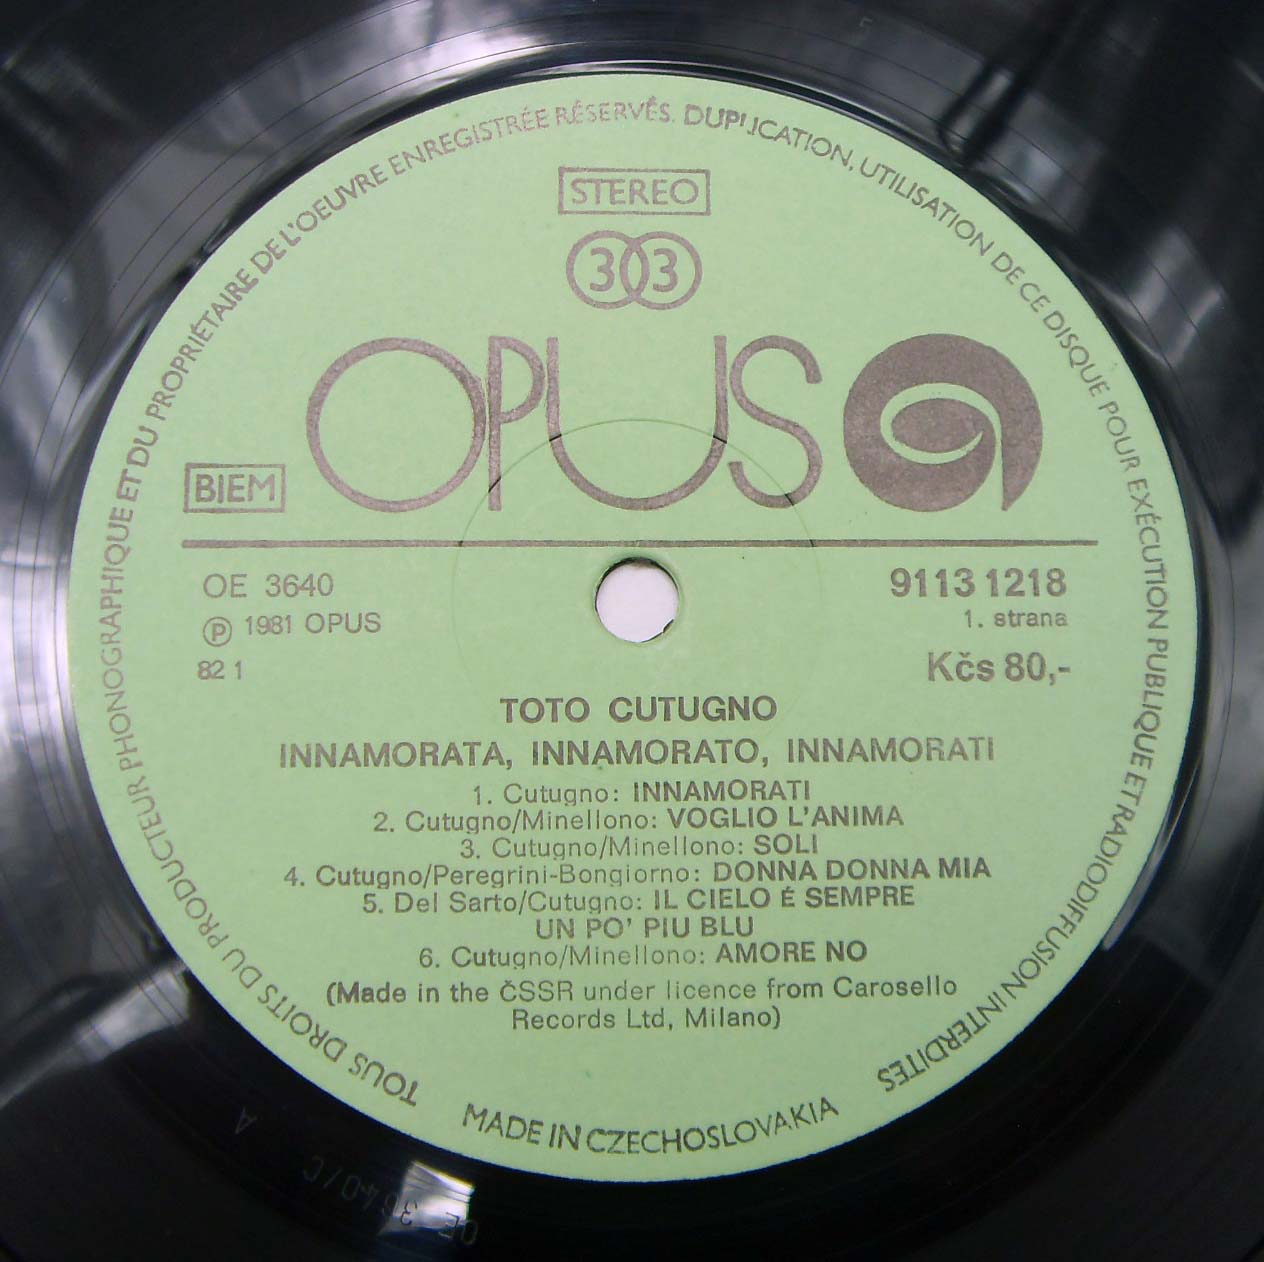 TOUS DROITS DU PRODUCTEUR PHONOGRAPHIQUE ET DU PROPRIÉTAIRE DE L'OEUVRE ENREGISTRÉE RÉSERVÉS. DUPLICATION, UTILISATION DE CE DISQUE POUR EXÉCUTION PUBLIQUE ET RADIODIFFUSION INTERDITES
STEREO
33
OPUS
BIEM
OE 3640
91131218
Ⓟ 1981 OPUS
1. strana
82 1
Kčs 80,-
TOTO CUTUGNO
INNAMORATA, INNAMORATO, INNAMORATI
1. Cutugno: INNAMORATI
2. Cutugno/Minellono: VOGLIO L'ANIMA
3. Cutugno/Minellono: SOLI
4. Cutugno/Peregrini-Bongiorno: DONNA DONNA MIA
5. Del Sarto/Cutugno: IL CIELO É SEMPRE
UN PO' PIU BLU
6. Cutugno/Minellono: AMORE NO
(Made in the ČSSR under licence from Carosello
Records Ltd, Milano)
MADE IN CZECHOSLOVAKIA
A
OE 3640/C